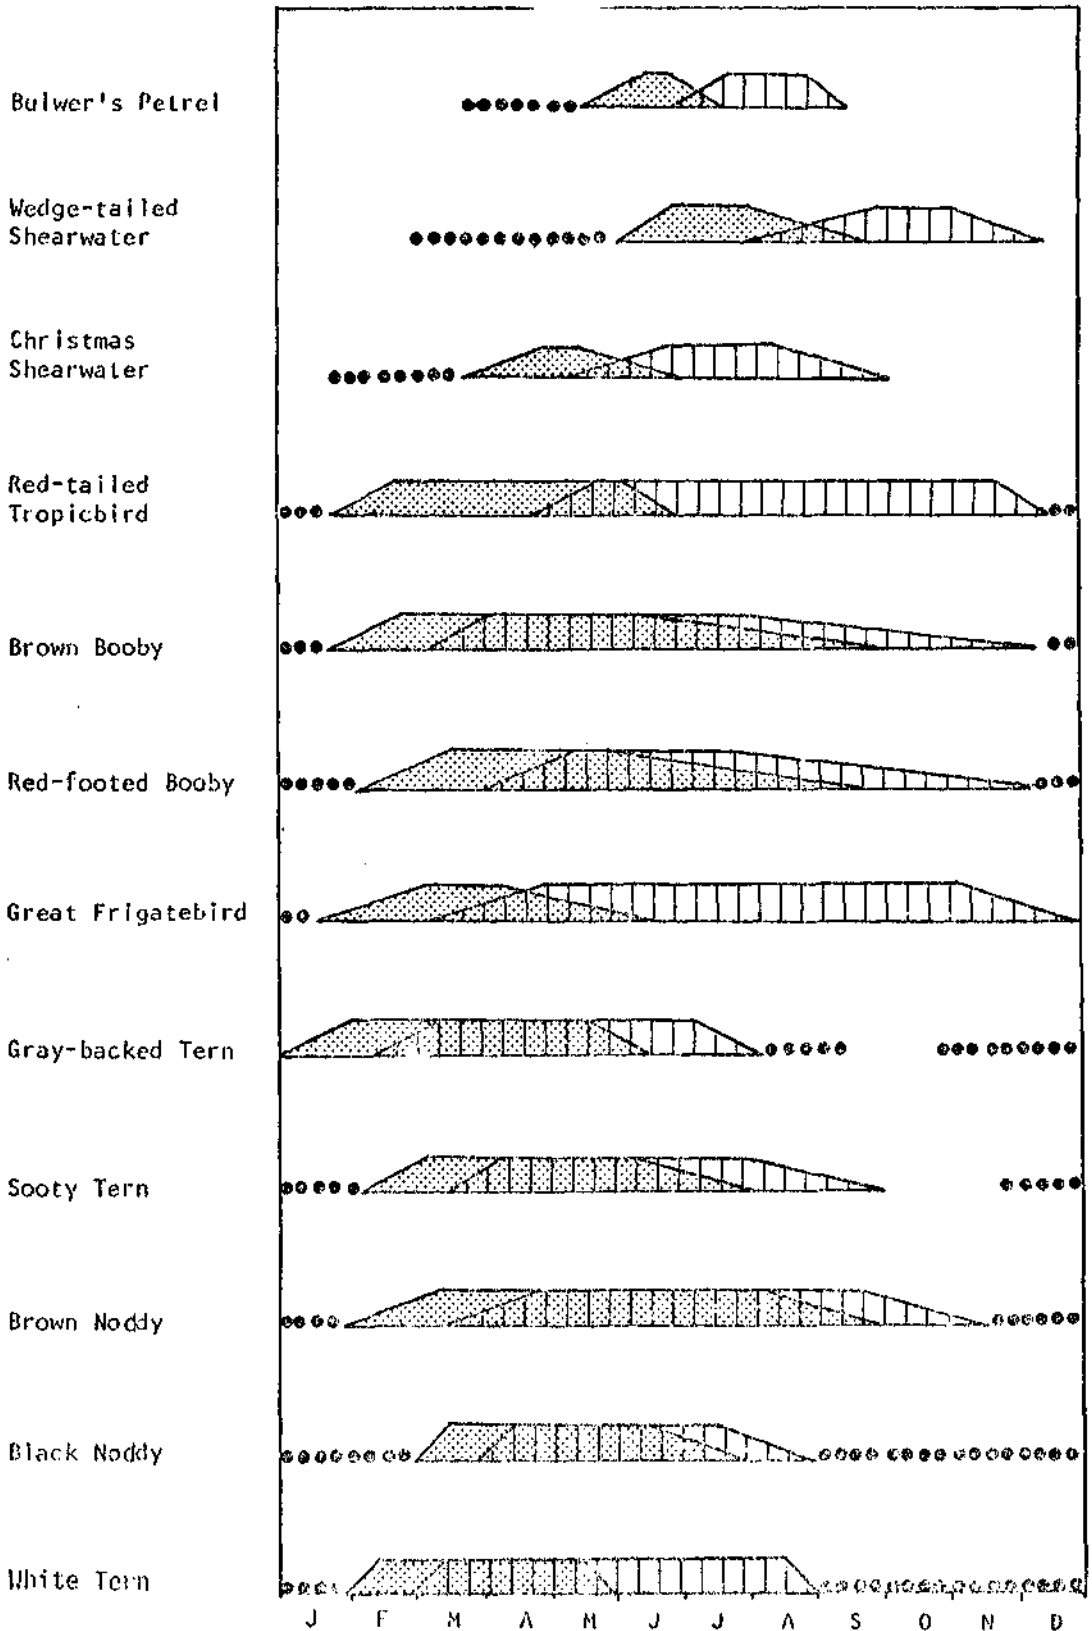 Bulwer's Petrel
Wedge-tailed
Shearwater
Christmas
Shearwater
Red-tailed
Tropicbird
Brown Booby
Red-footed Booby
Great Frigatebird
Gray-backed Tern
Sooty Tern
Brown Noddy
Black Noddy
White Tern
J F M A M J J A S O N D